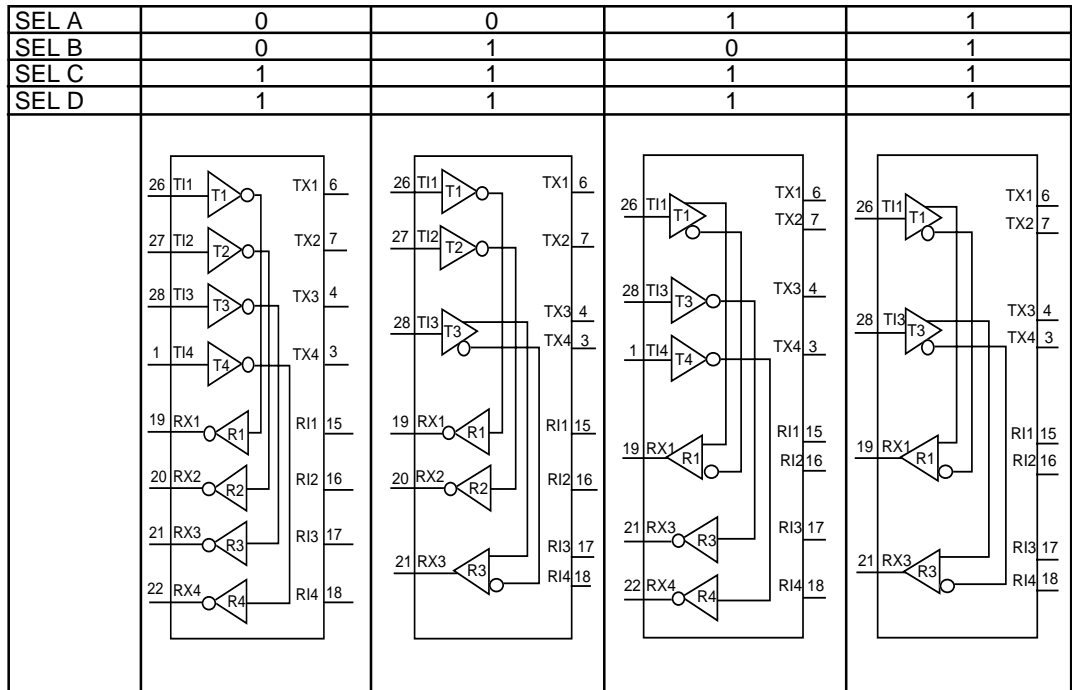 SEL A 0 0 1 1
SEL B 0 1 0 1
SEL C 1 1 1 1
SEL D 1 1 1 1
26 TI1 T1 TX1 6
27 TI2 T2 TX2 7
28 TI3 T3 TX3 4
1 TI4 T4 TX4 3
19 RX1 R1 RI1 15
20 RX2 R2 RI2 16
21 RX3 R3 RI3 17
22 RX4 R4 RI4 18
26 TI1 T1 TX1 6
27 TI2 T2 TX2 7
28 TI3 T3 TX3 4
TX4 3
19 RX1 R1 RI1 15
20 RX2 R2 RI2 16
21 RX3 R3 RI3 17
RI4 18
26 TI1 T1 TX1 6
TX2 7
28 TI3 T3 TX3 4
1 TI4 T4 TX4 3
19 RX1 R1 RI1 15
RI2 16
21 RX3 R3 RI3 17
22 RX4 R4 RI4 18
26 TI1 T1 TX1 6
TX2 7
28 TI3 T3 TX3 4
TX4 3
19 RX1 R1 RI1 15
RI2 16
21 RX3 R3 RI3 17
RI4 18